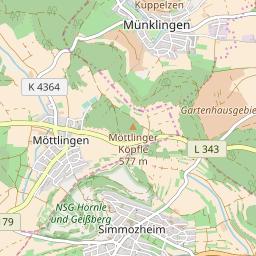 Kuppelzen
Münklingen
K 4364
Gartenhausgebie
Möttlinger
Köpfle
577 m
L 343
Möttlingen
NSG Hörnle
und Geißberg
79
Simmozheim